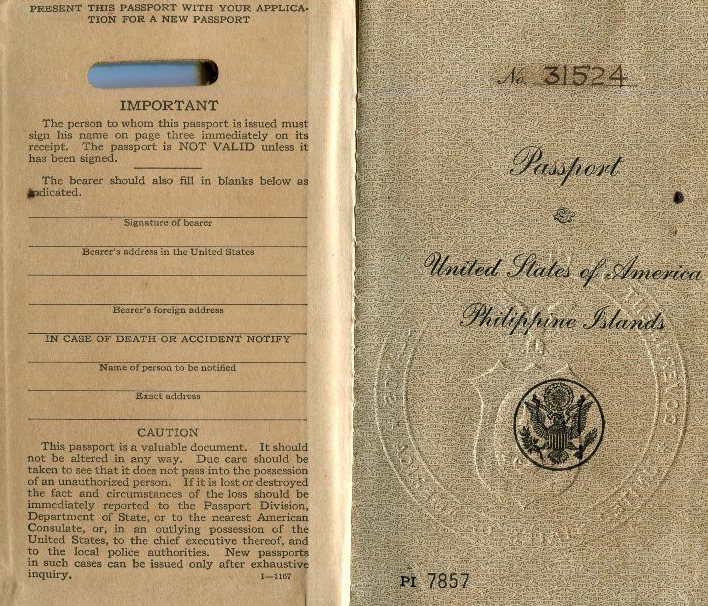 PRESENT THIS PASSPORT WITH YOUR APPLICA-
TION FOR A NEW PASSPORT
IMPORTANT
The person to whom this passport is issued must
sign his name on page three immediately on its
receipt. The passport is NOT VALID unless it
has been signed.
The bearer should also fill in blanks below as
indicated.
Signature of bearer
Bearer's address in the United States
Bearer's foreign address
IN CASE OF DEATH OR ACCIDENT NOTIFY
Name of person to be notified
Exact address
CAUTION
This passport is a valuable document. It should
not be altered in any way. Due care should be
taken to see that it does not pass into the possession
of an unauthorized person. If it is lost or destroyed
the fact and circumstances of the loss should be
immediately reported to the Passport Division,
Department of State, or to the nearest American
Consulate, or, in an outlying possession of the
United States, to the chief executive thereof, and
to the local police authorities. New passports
in such cases can be issued only after exhaustive
inquiry.
1—1167
No. 31524
Passport
United States of America
Philippine Islands
PI 7857